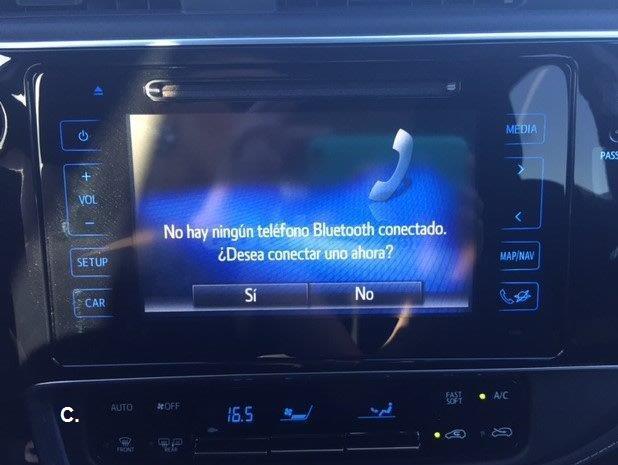 MEDIA
+
VOL
−
PASS
No hay ningún teléfono Bluetooth conectado.
¿Desea conectar uno ahora?
SETUP
MAP/NAV
Sí
No
CAR
C.
AUTO
OFF
16.5
FAST
SOFT
A/C
FRONT
REAR